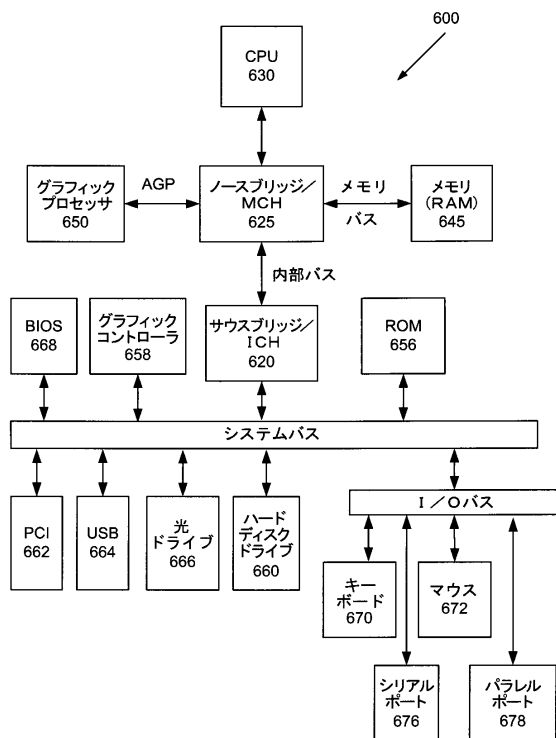 600
CPU
630
グラフィック
プロセッサ
650
AGP
ノースブリッジ/
MCH
625
メモリ
バス
メモリ
(RAM)
645
内部バス
BIOS
668
グラフィック
コントローラ
658
サウスブリッジ/
ICH
620
ROM
656
システムバス
I/Oバス
PCI
662
USB
664
光
ドライブ
666
ハード
ディスク
ドライブ
660
キー
ボード
670
マウス
672
シリアル
ポート
676
パラレル
ポート
678